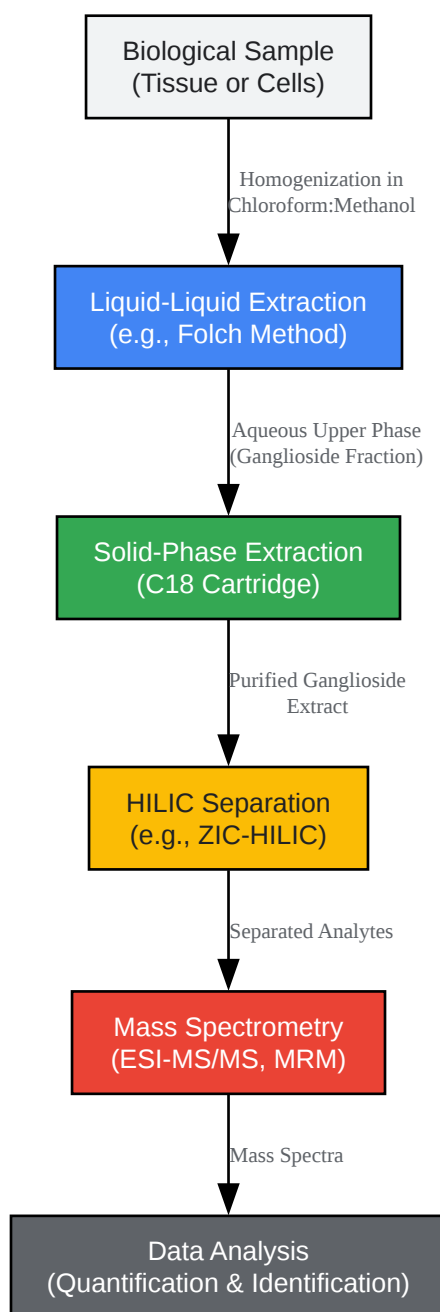 Biological Sample
(Tissue or Cells)
Homogenization in
Chloroform:Methanol
Liquid-Liquid Extraction
(e.g., Folch Method)
Aqueous Upper Phase
(Ganglioside Fraction)
Solid-Phase Extraction
(C18 Cartridge)
Purified Ganglioside
Extract
HILIC Separation
(e.g., ZIC-HILIC)
Separated Analytes
Mass Spectrometry
(ESI-MS/MS, MRM)
Mass Spectra
Data Analysis
(Quantification & Identification)